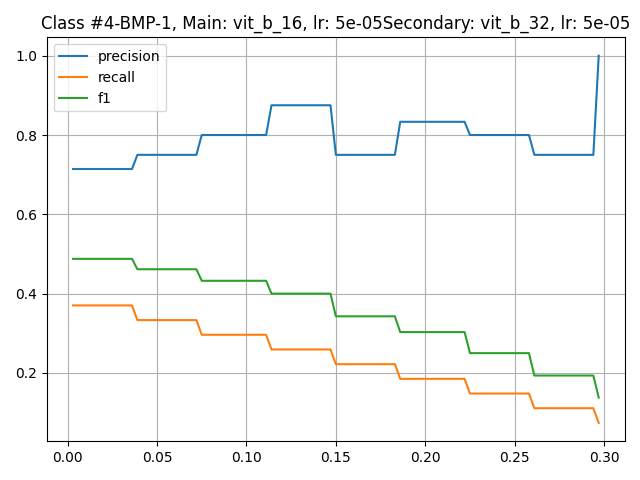 Class #4-BMP-1, Main: vit_b_16, lr: 5e-05Secondary: vit_b_32, lr: 5e-05
precision
recall
f1
1.0
0.8
0.6
0.4
0.2
0.00 0.05 0.10 0.15 0.20 0.25 0.30